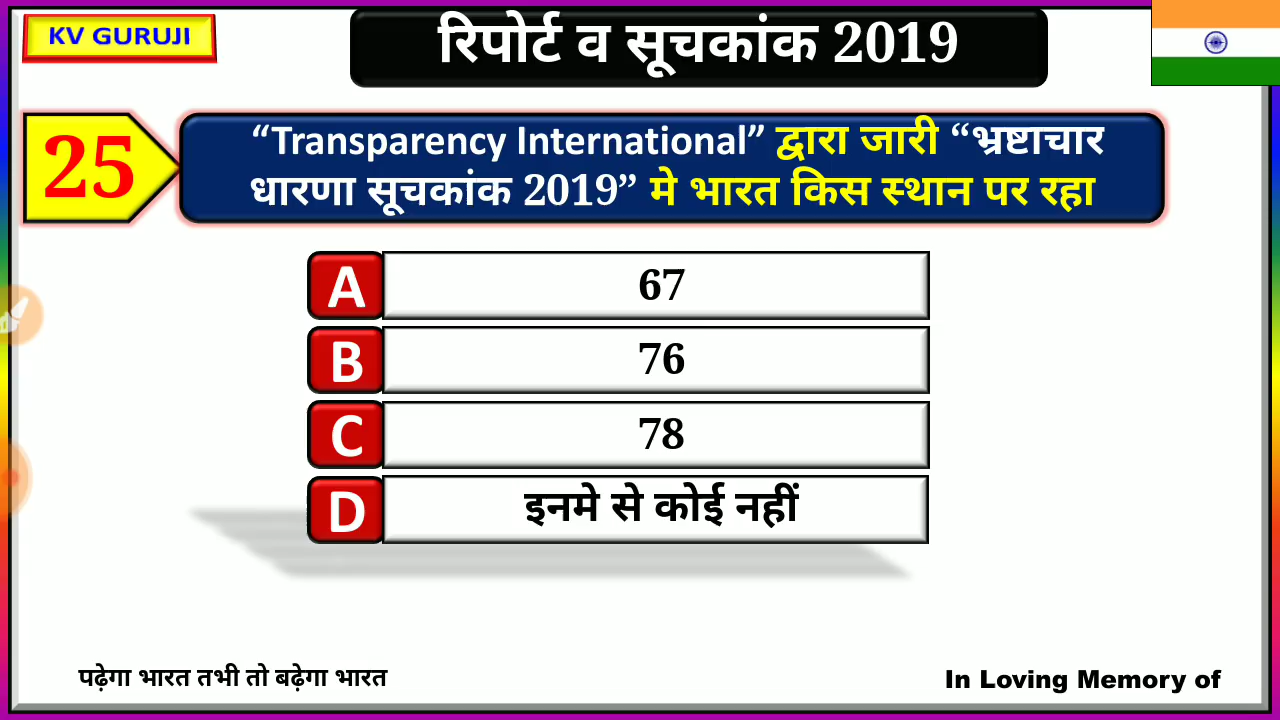 KV GURUJI
रिपोर्ट व सूचकांक 2019
25
“Transparency International” द्वारा जारी “भ्रष्टाचार
धारणा सूचकांक 2019” मे भारत किस स्थान पर रहा
A 67
B 76
C 78
D इनमे से कोई नहीं
पढ़ेगा भारत तभी तो बढ़ेगा भारत
In Loving Memory of